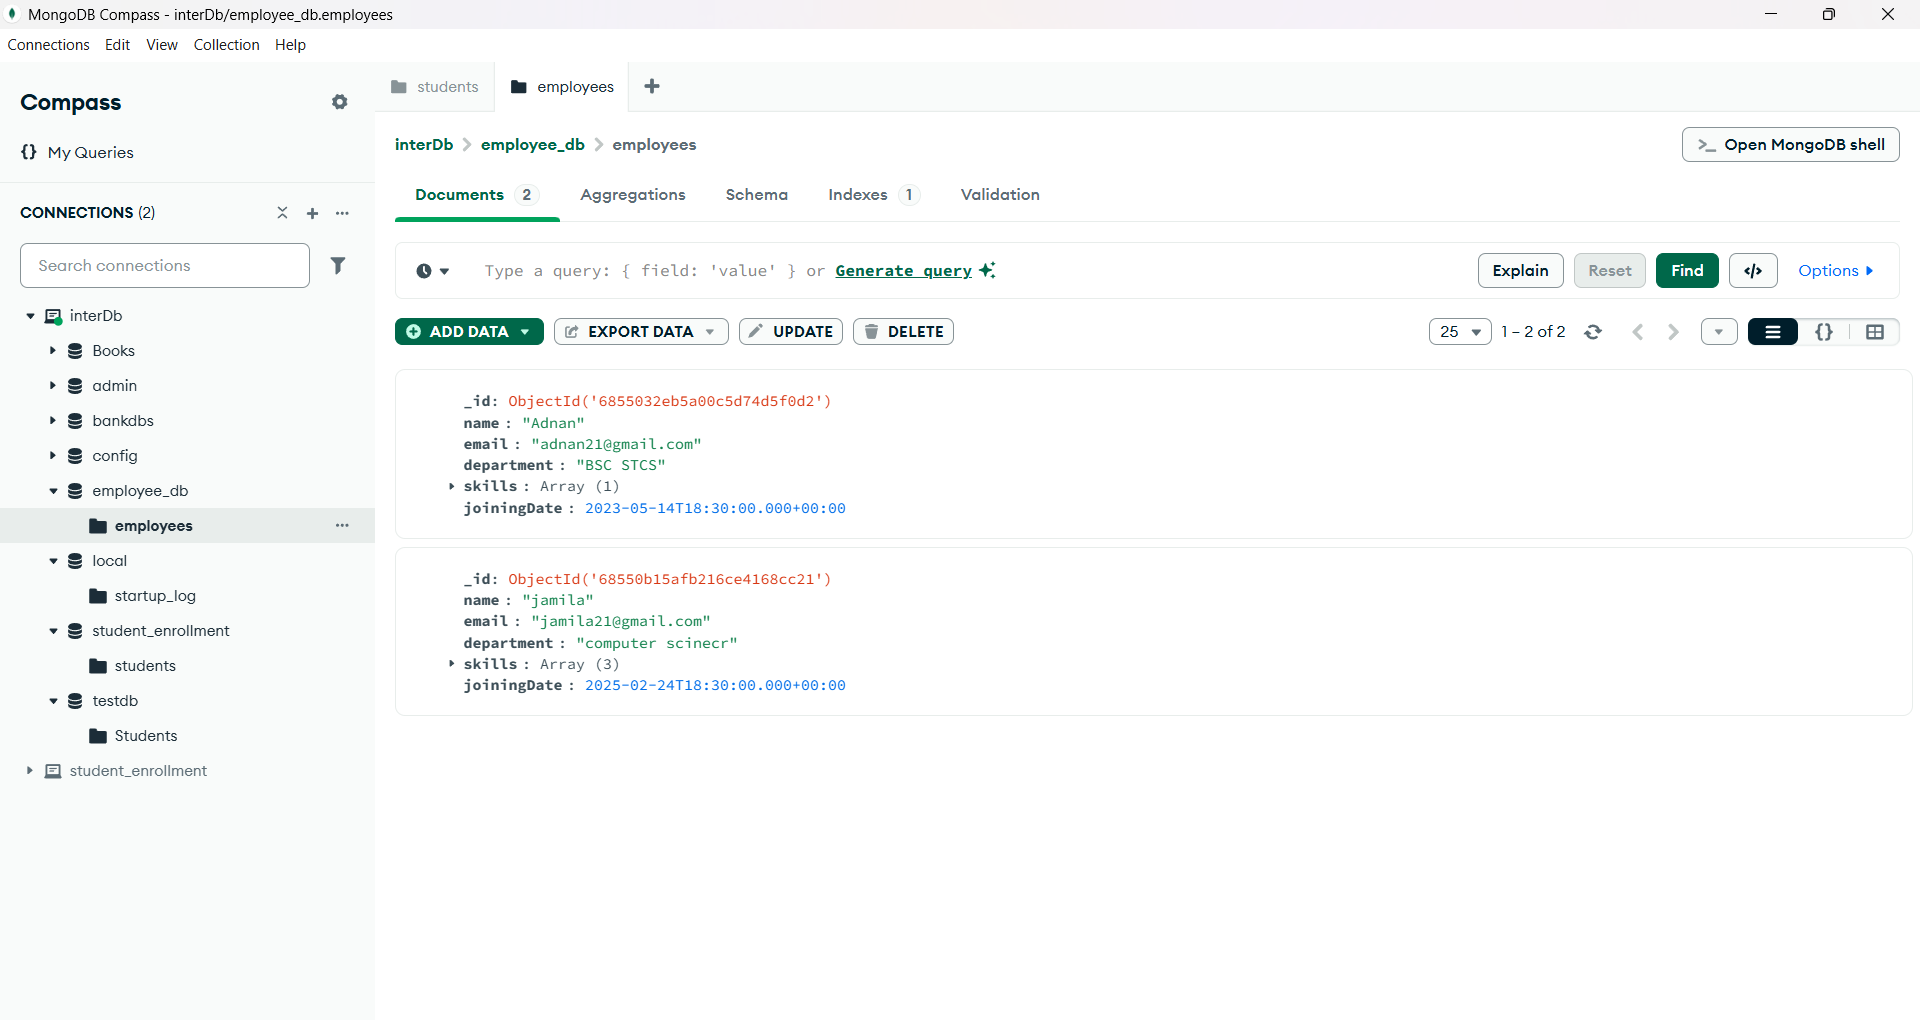 MongoDB Compass - interDb/employee_db.employees
Connections Edit View Collection Help
Compass
{} My Queries
CONNECTIONS (2)
Search connections
interDb
Books
admin
bankdbs
config
employee_db
employees
local
startup_log
student_enrollment
students
testdb
Students
student_enrollment
students employees
interDb > employee_db > employees
>_ Open MongoDB shell
Documents 2 Aggregations Schema Indexes 1 Validation
Type a query: { field: 'value' } or Generate query
Explain Reset Find </> Options
ADD DATA EXPORT DATA UPDATE DELETE
25 1 – 2 of 2 {}
_id: ObjectId('6855032eb5a00c5d74d5f0d2')
name : "Adnan"
email : "adnan21@gmail.com"
department : "BSC STCS"
skills : Array (1)
joiningDate : 2023-05-14T18:30:00.000+00:00
_id: ObjectId('68550b15afb216ce4168cc21')
name : "jamila"
email : "jamila21@gmail.com"
department : "computer scinecr"
skills : Array (3)
joiningDate : 2025-02-24T18:30:00.000+00:00